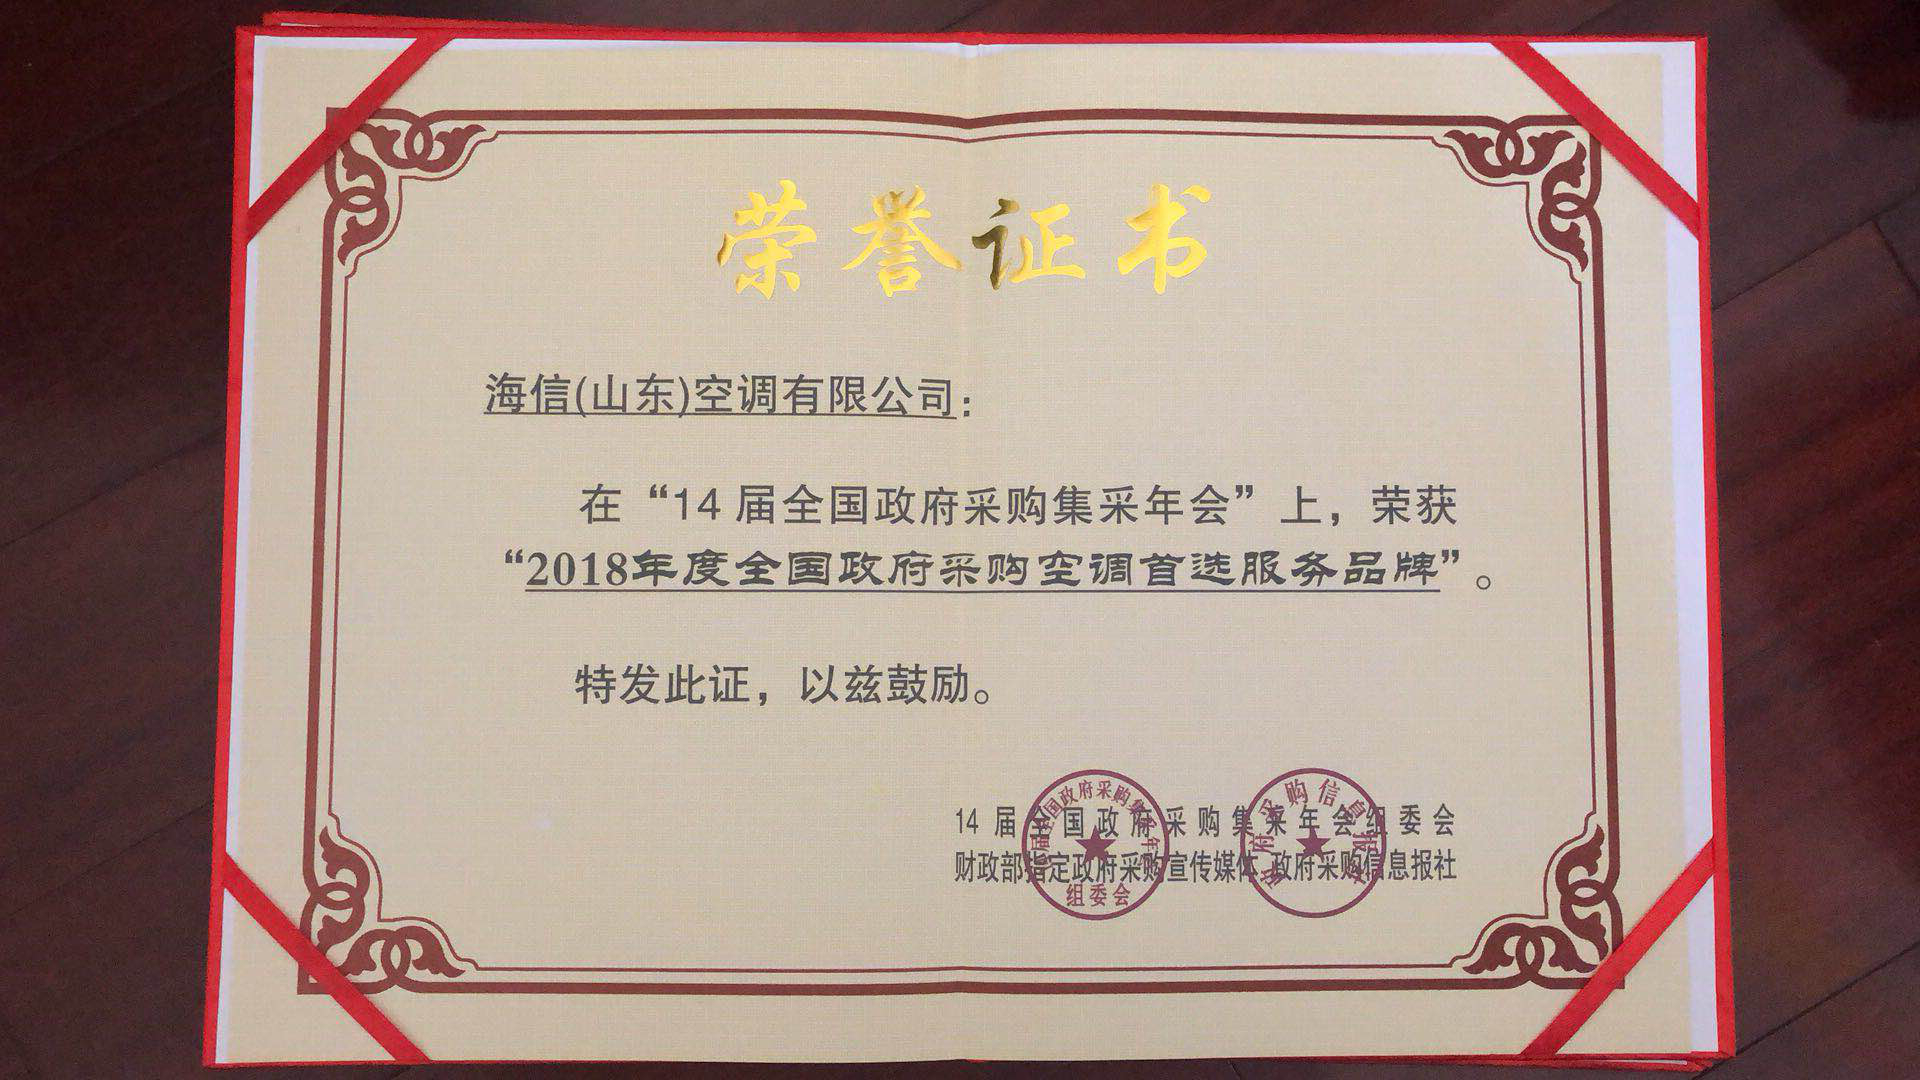 荣誉证书
海信(山东)空调有限公司：
在“14届全国政府采购集采年会”上，荣获
“2018年度全国政府采购空调首选服务品牌”。
特发此证，以兹鼓励。
14届全国政府采购集采年会组委会
财政部指定政府采购宣传媒体 政府采购信息报社
组委会